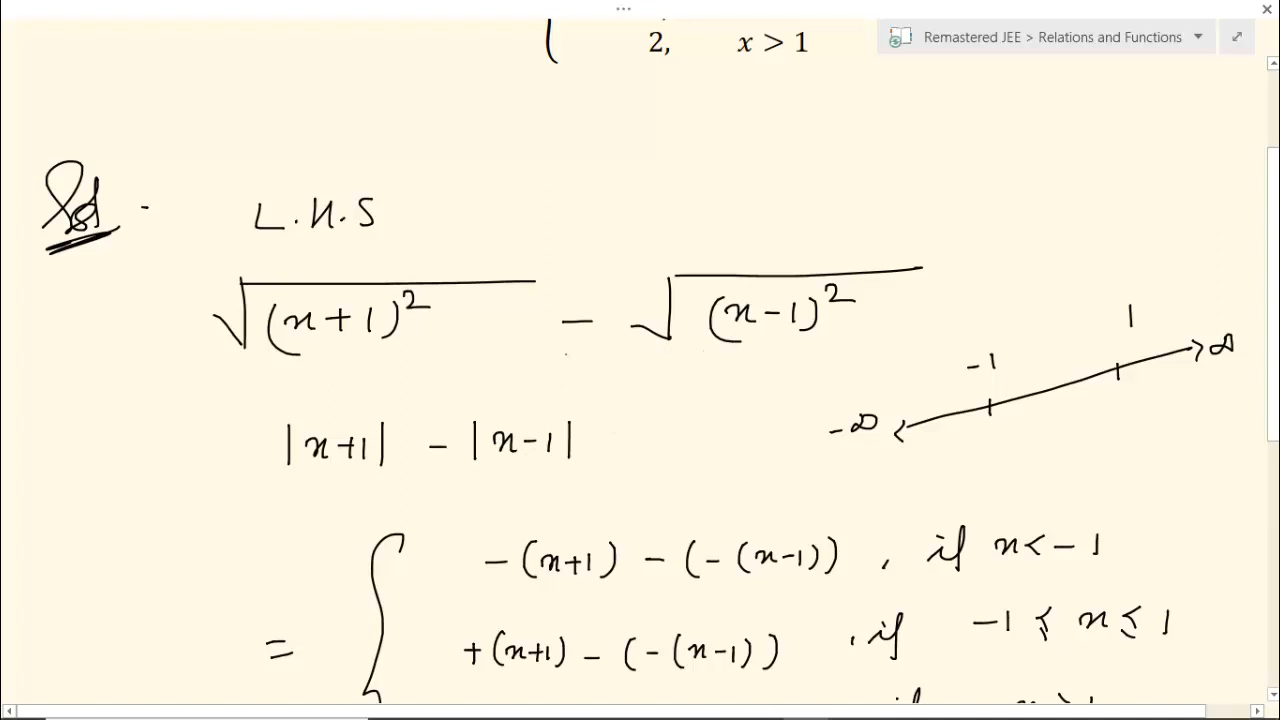 2, x > 1
Remastered JEE > Relations and Functions
Sol -
L.H.S
√(x+1)² - √(x-1)²
-∞ -1 1 ∞
|x+1| - |x-1|
= { -(x+1) - (-(x-1)) , if x < -1
+(x+1) - (-(x-1)) , if -1 ≤ x ≤ 1